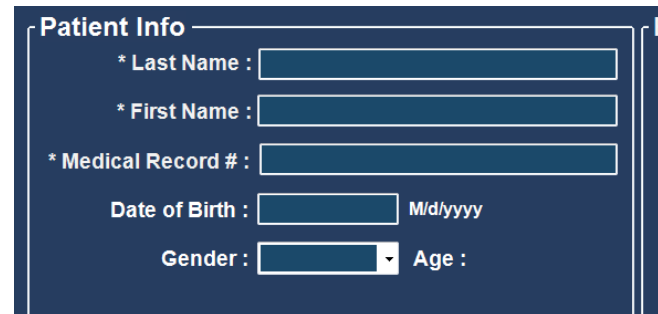 Patient Info
* Last Name :
* First Name :
* Medical Record # :
Date of Birth : M/d/yyyy
Gender : Age :